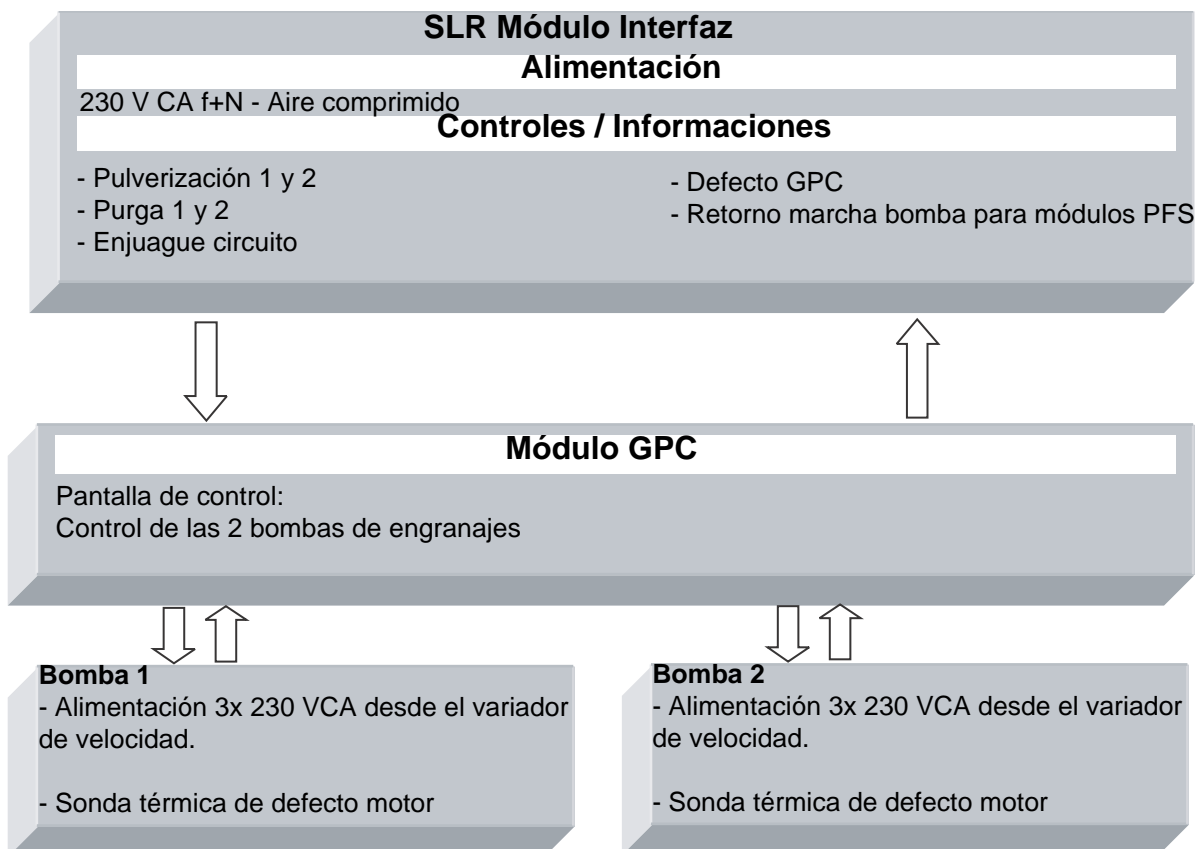 SLR Módulo Interfaz
Alimentación
230 V CA f+N - Aire comprimido
Controles / Informaciones
- Pulverización 1 y 2
- Purga 1 y 2
- Enjuague circuito
- Defecto GPC
- Retorno marcha bomba para módulos PFS
Módulo GPC
Pantalla de control:
Control de las 2 bombas de engranajes
Bomba 1
- Alimentación 3x 230 VCA desde el variador
de velocidad.
- Sonda térmica de defecto motor
Bomba 2
- Alimentación 3x 230 VCA desde el variador
de velocidad.
- Sonda térmica de defecto motor